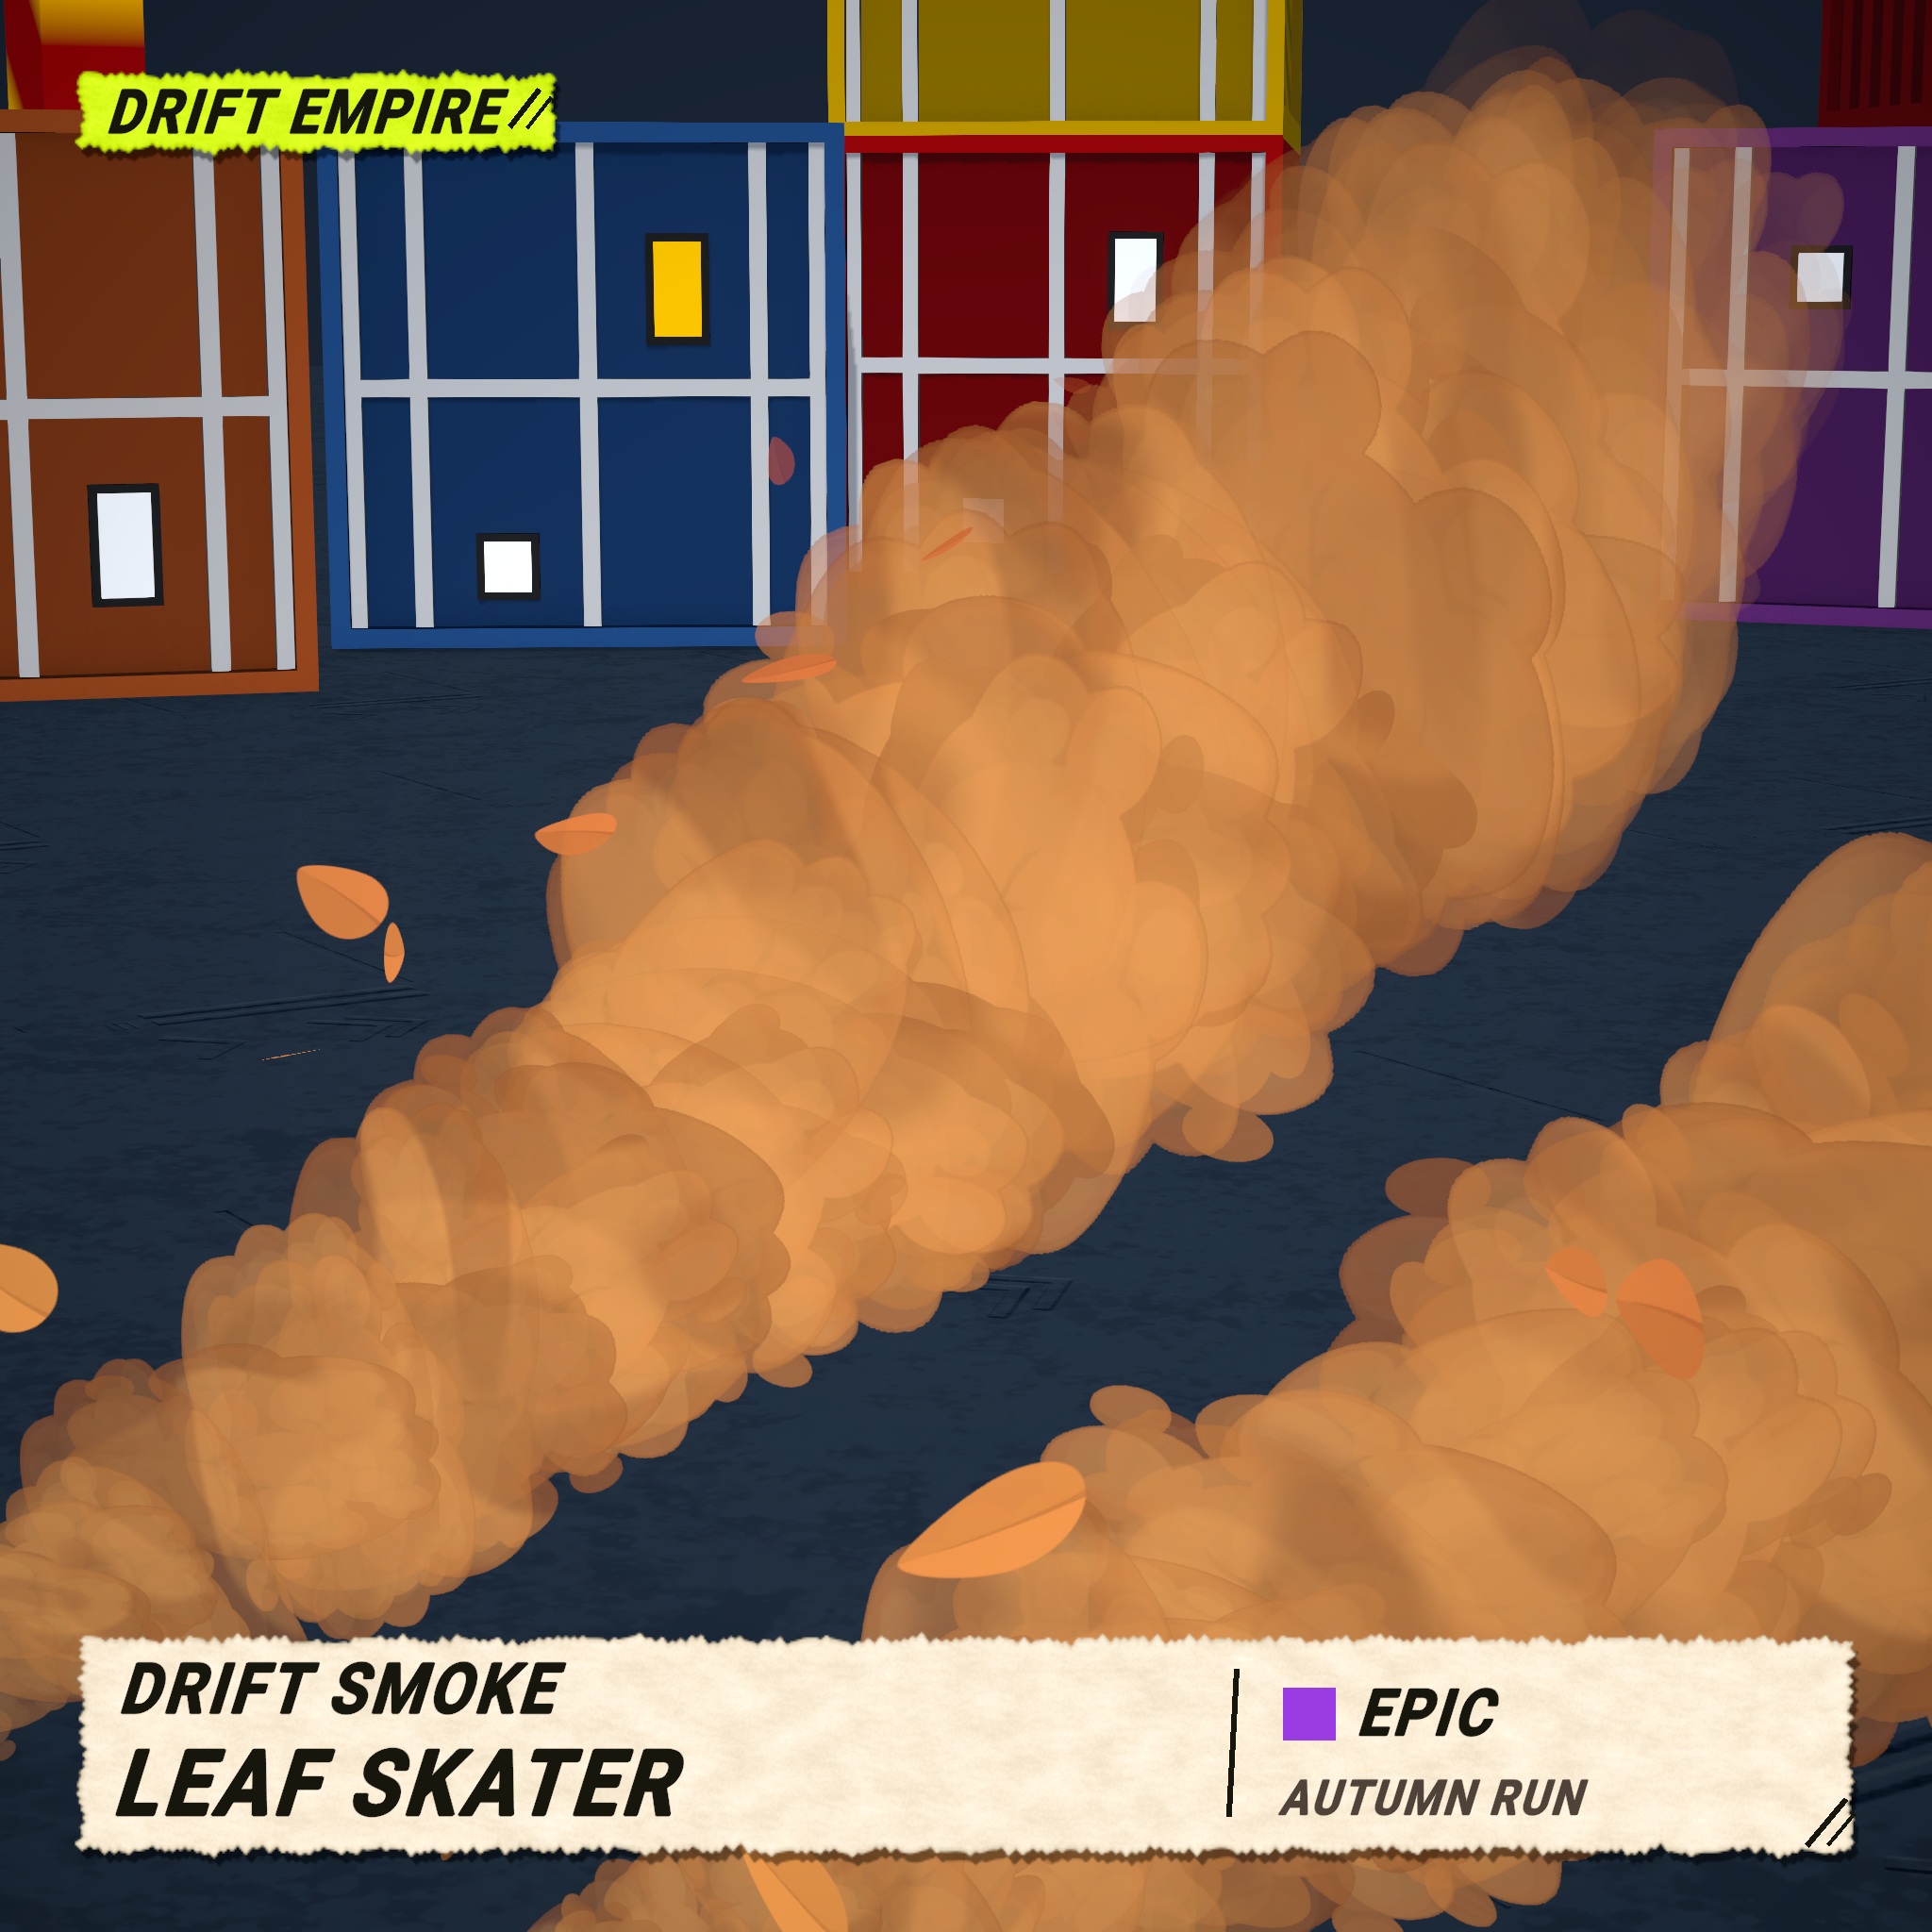 DRIFT EMPIRE//
DRIFT SMOKE
LEAF SKATER
EPIC
AUTUMN RUN